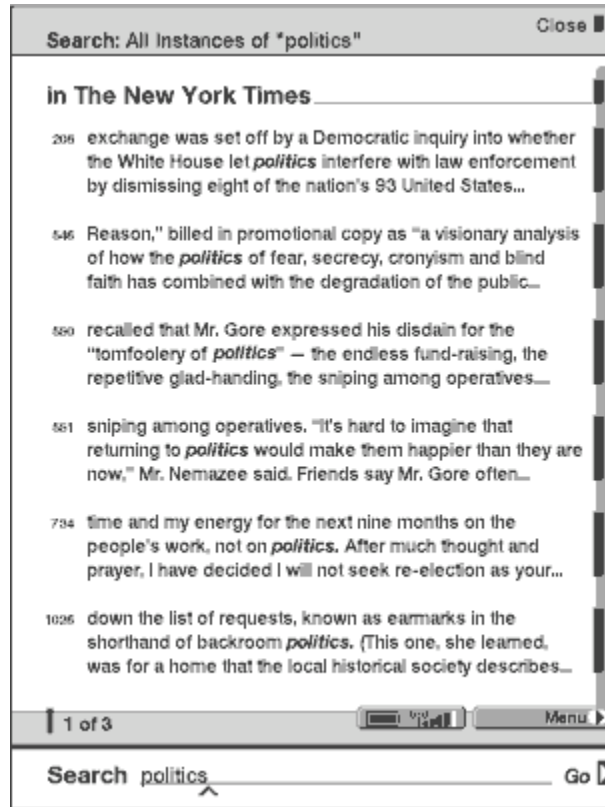 Close
Search: All Instances of "politics"
in The New York Times
205 exchange was set off by a Democratic inquiry into whether
the White House let politics interfere with law enforcement
by dismissing eight of the nation's 93 United States...
546 Reason," billed in promotional copy as "a visionary analysis
of how the politics of fear, secrecy, cronyism and blind
faith has combined with the degradation of the public...
recalled that Mr. Gore expressed his disdain for the
"tomfoolery of politics" — the endless fund-raising, the
repetitive glad-handing, the sniping among operatives....
sniping among operatives. "It's hard to imagine that
returning to politics would make them happier than they are
now," Mr. Nemazee said. Friends say Mr. Gore often...
734 time and my energy for the next nine months on the
people's work, not on politics. After much thought and
prayer, I have decided I will not seek re-election as your...
down the list of requests, known as earmarks in the
shorthand of backroom politics. (This one, she learned,
was for a home that the local historical society describes...
1 of 3
Menu
Search politics
Go